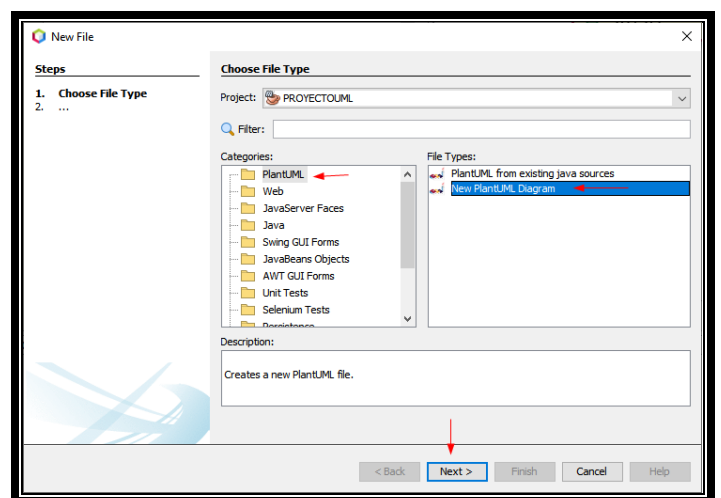 New File
Steps
1. Choose File Type
2. ...
Choose File Type
Project: PROYECTOUML
Filter:
Categories:
PlantUML
Web
JavaServer Faces
Java
Swing GUI Forms
JavaBeans Objects
AWT GUI Forms
Unit Tests
Selenium Tests
Persistence
File Types:
PlantUML from existing java sources
New PlantUML Diagram
Description:
Creates a new PlantUML file.
< Back Next > Finish Cancel Help